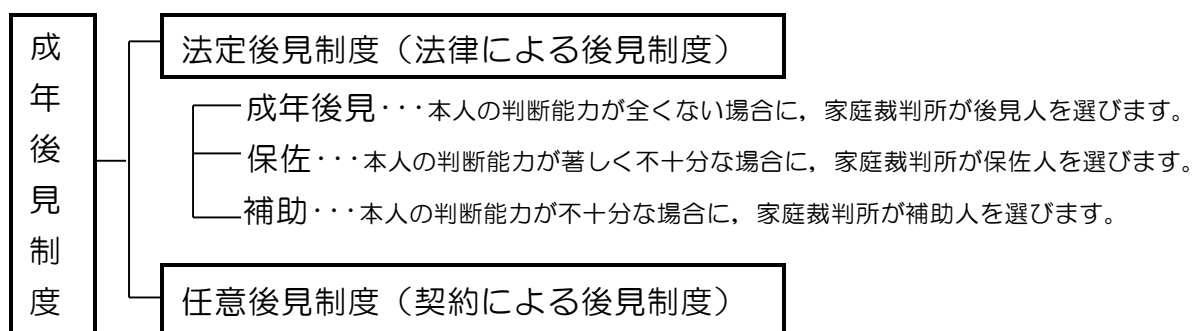 成年後見制度
法定後見制度（法律による後見制度）
成年後見・・・本人の判断能力が全くない場合に，家庭裁判所が後見人を選びます。
保佐・・・本人の判断能力が著しく不十分な場合に，家庭裁判所が保佐人を選びます。
補助・・・本人の判断能力が不十分な場合に，家庭裁判所が補助人を選びます。
任意後見制度（契約による後見制度）